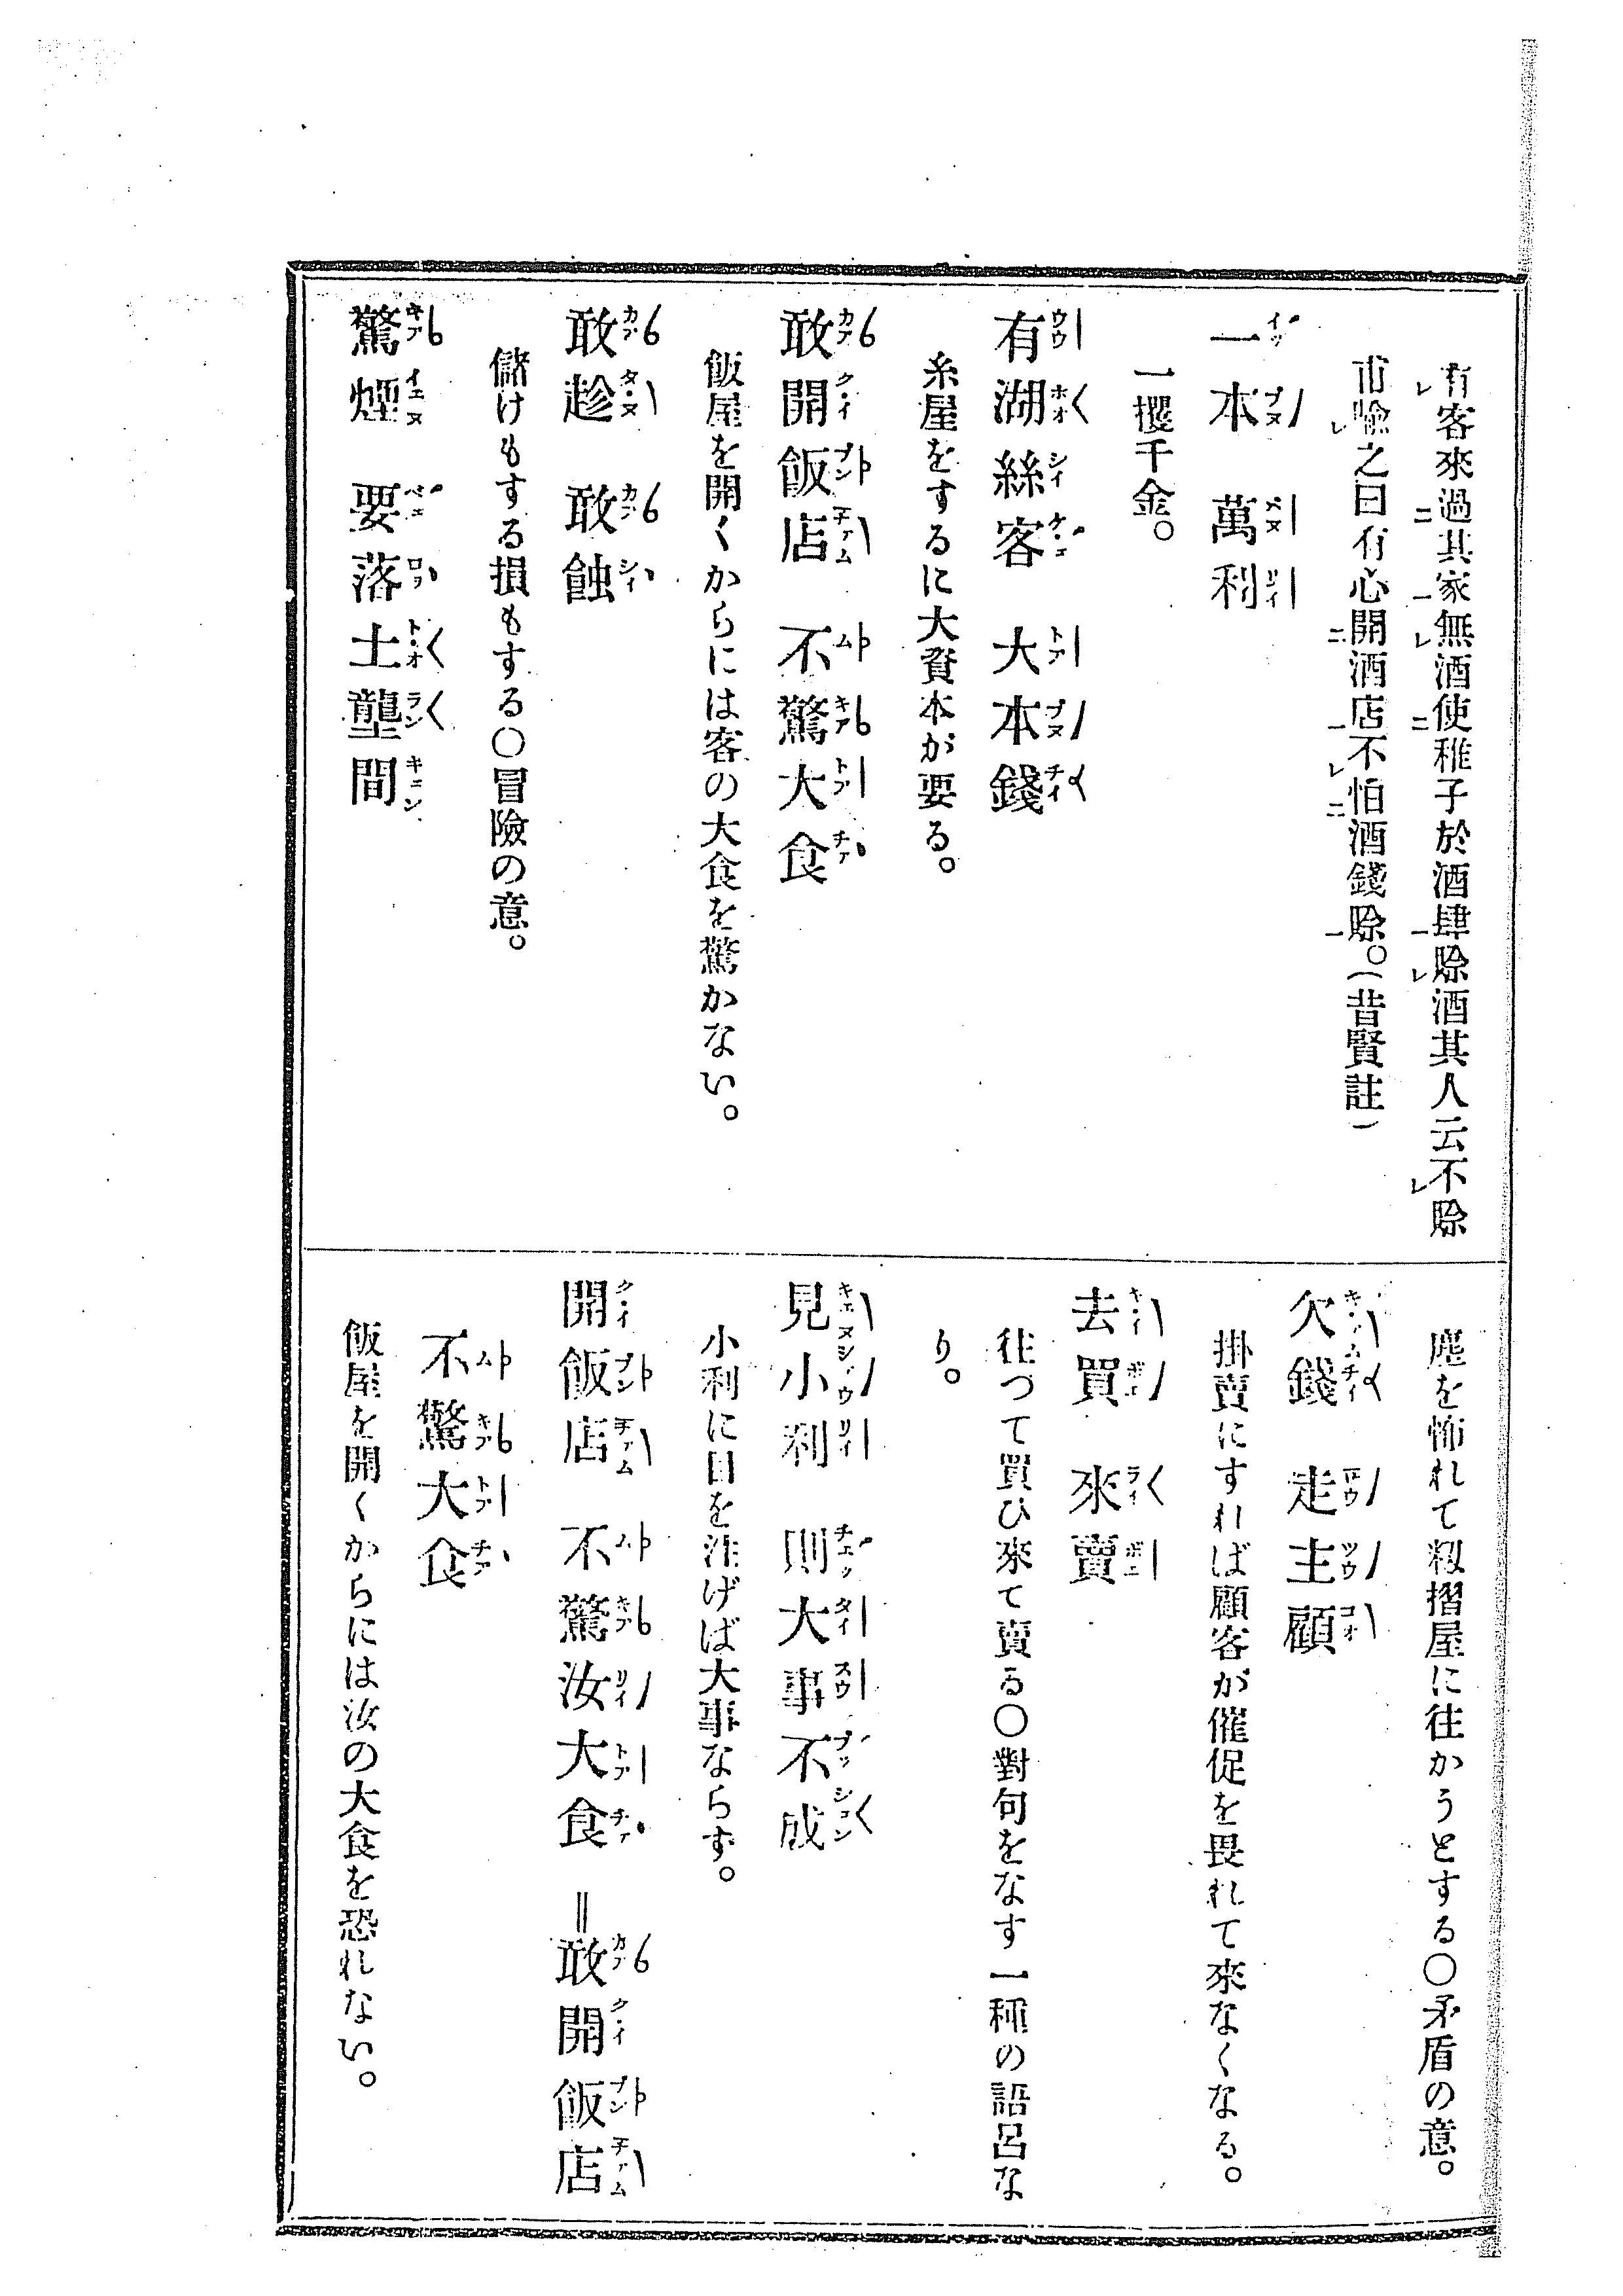 有客來過其家無酒使稚子於酒肆賒酒其人云不賒
市喩之曰有心開酒店不怕酒錢賒。(昔賢註)
一本 萬利
一攫千金。
有湖絲客 大本錢
糸屋をするに大資本が要る。
敢開飯店 不驚大食
飯屋を開くからには客の大食を驚かない。
敢趁 敢蝕
儲けもする損もする〇冒險の意。
驚煙 要落土礱間
塵を怖れて籾摺屋に往かうとする〇矛盾の意。
欠錢 走主顧
掛賣にすれば顧客が催促を畏れて來なくなる。
去買 來賣
往つて買ひ來て賣る〇對句をなす一種の語呂な
り。
見小利 則大事不成
小利に目を注げば大事ならず。
開飯店 不驚汝大食 =敢開飯店
不驚大食
飯屋を開くからには汝の大食を恐れない。